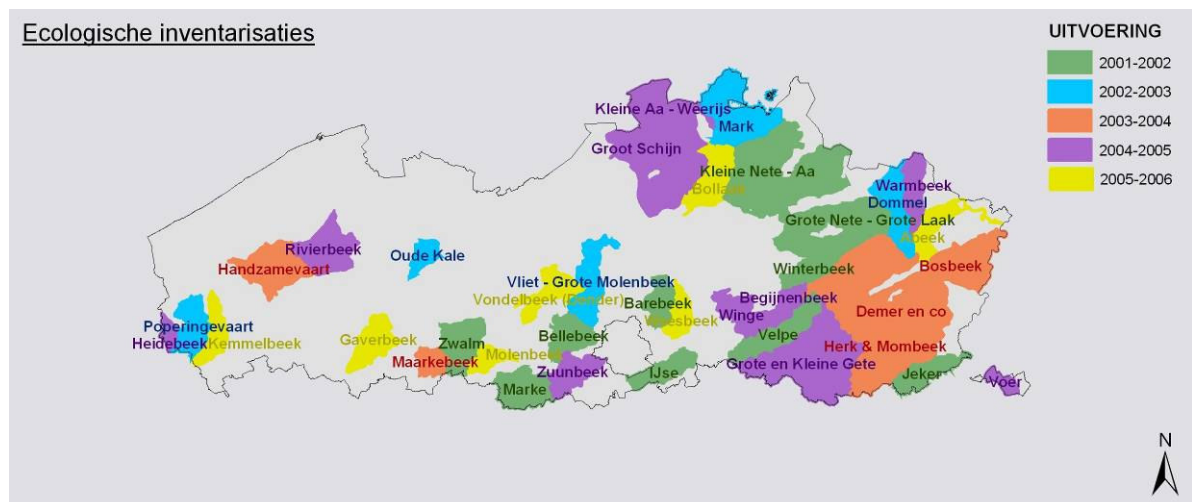 Ecologische inventarisaties
UITVOERING
2001-2002
2002-2003
2003-2004
2004-2005
2005-2006
Kleine Aa - Weerijs
Mark
Groot Schijn
Kleine Nete - Aa
Bollaak
Warmbeek
Dommel
Grote Nete - Grote Laak
Abeek
Rivierbeek
Oude Kale
Handzamevaart
Vliet - Grote Molenbeek
Winterbeek
Bosbeek
Vondelbeek (Dender)
Barebeek
Begijnenbeek
Winge
Demer en co
Poperingevaart
Weesbeek
Heidebeek
Kemmelbeek
Gaverbeek
Zwalm
Bellebeek
Velpe
Herk & Mombeek
Maarkebeek
Molenbeek
Grote en Kleine Gete
Zuunbeek
IJse
Jeker
Voer
Marke
N